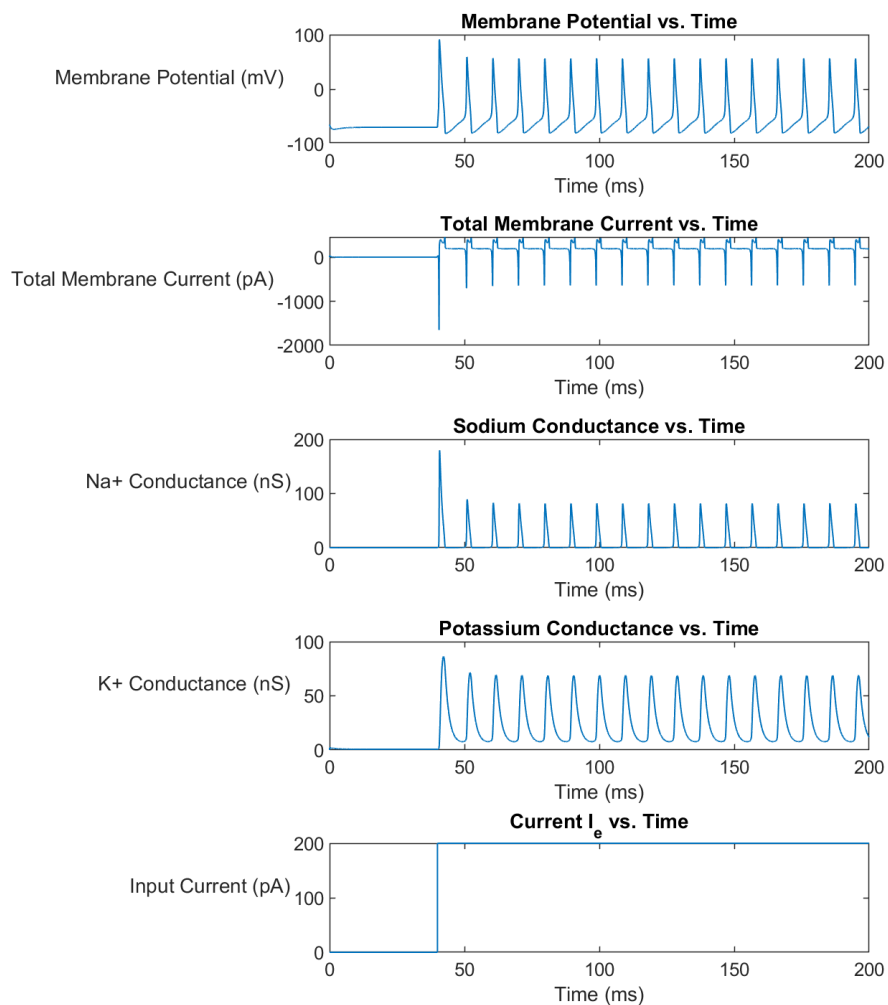 Membrane Potential vs. Time
100
Membrane Potential (mV)
0
-100
0 50 100 150 200
Time (ms)
Total Membrane Current vs. Time
0
Total Membrane Current (pA)
-1000
-2000
0 50 100 150 200
Time (ms)
Sodium Conductance vs. Time
200
Na+ Conductance (nS)
100
0
0 50 100 150 200
Time (ms)
Potassium Conductance vs. Time
100
K+ Conductance (nS)
50
0
0 50 100 150 200
Time (ms)
Current I_e vs. Time
200
Input Current (pA)
100
0
0 50 100 150 200
Time (ms)